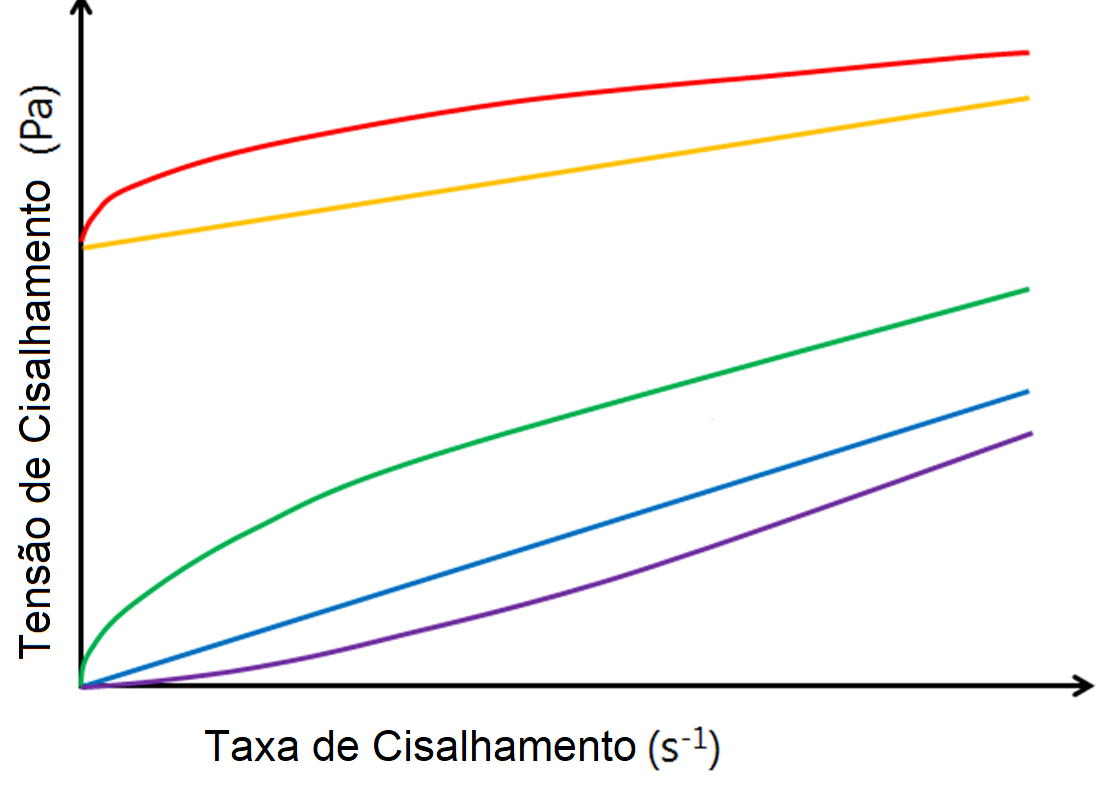 Tensão de Cisalhamento (Pa)
Taxa de Cisalhamento (s⁻¹)